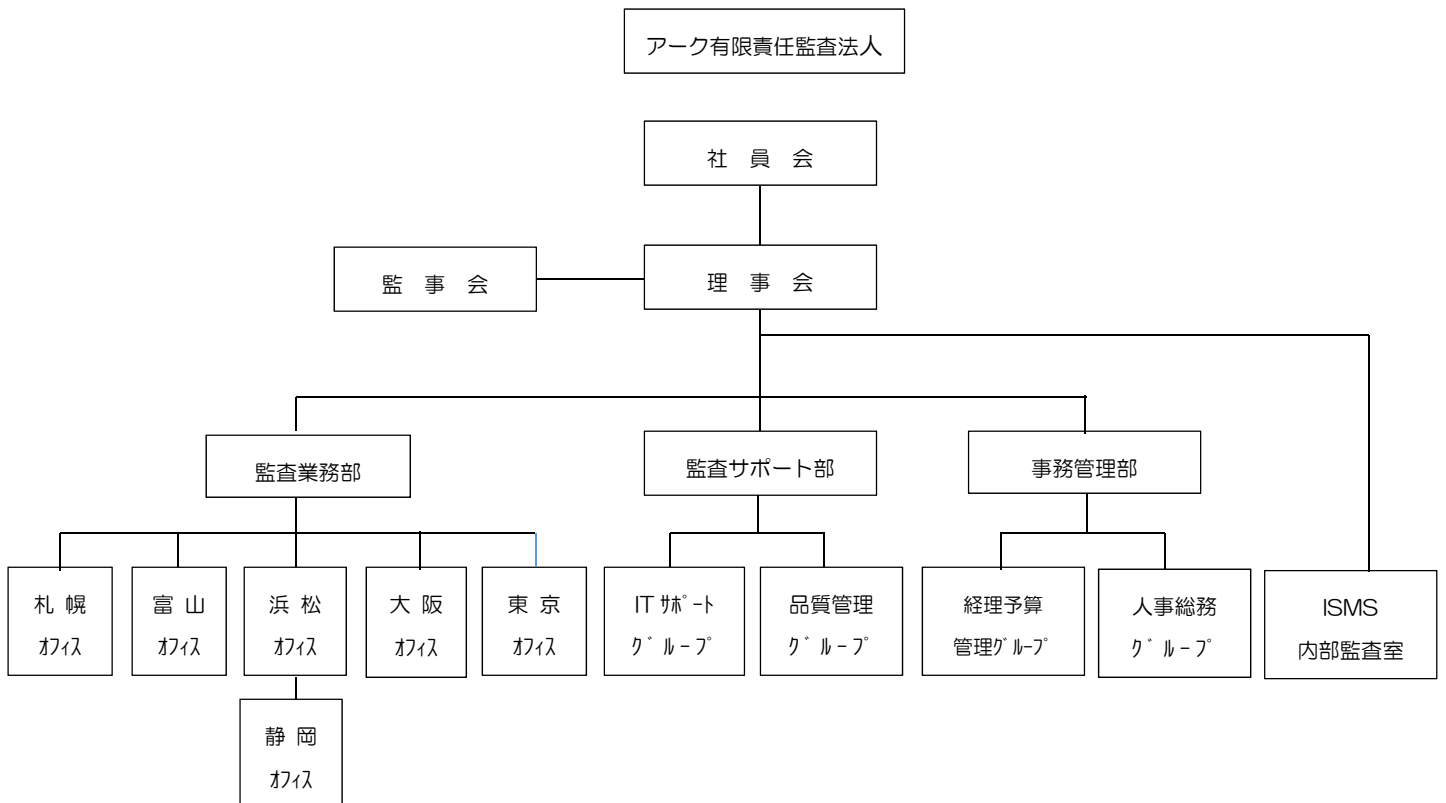 アーク有限責任監査法人
社 員 会
監 事 会
理 事 会
監査業務部
監査サポート部
事務管理部
札 幌
ｵﾌｨｽ
富 山
ｵﾌｨｽ
浜 松
ｵﾌｨｽ
大 阪
ｵﾌｨｽ
東 京
ｵﾌｨｽ
IT ｻﾎﾟｰﾄ
ｸﾞﾙｰﾌﾟ
品質管理
ｸﾞﾙｰﾌﾟ
経理予算
管理ｸﾞﾙｰﾌﾟ
人事総務
ｸﾞﾙｰﾌﾟ
ISMS
内部監査室
静 岡
ｵﾌｨｽ